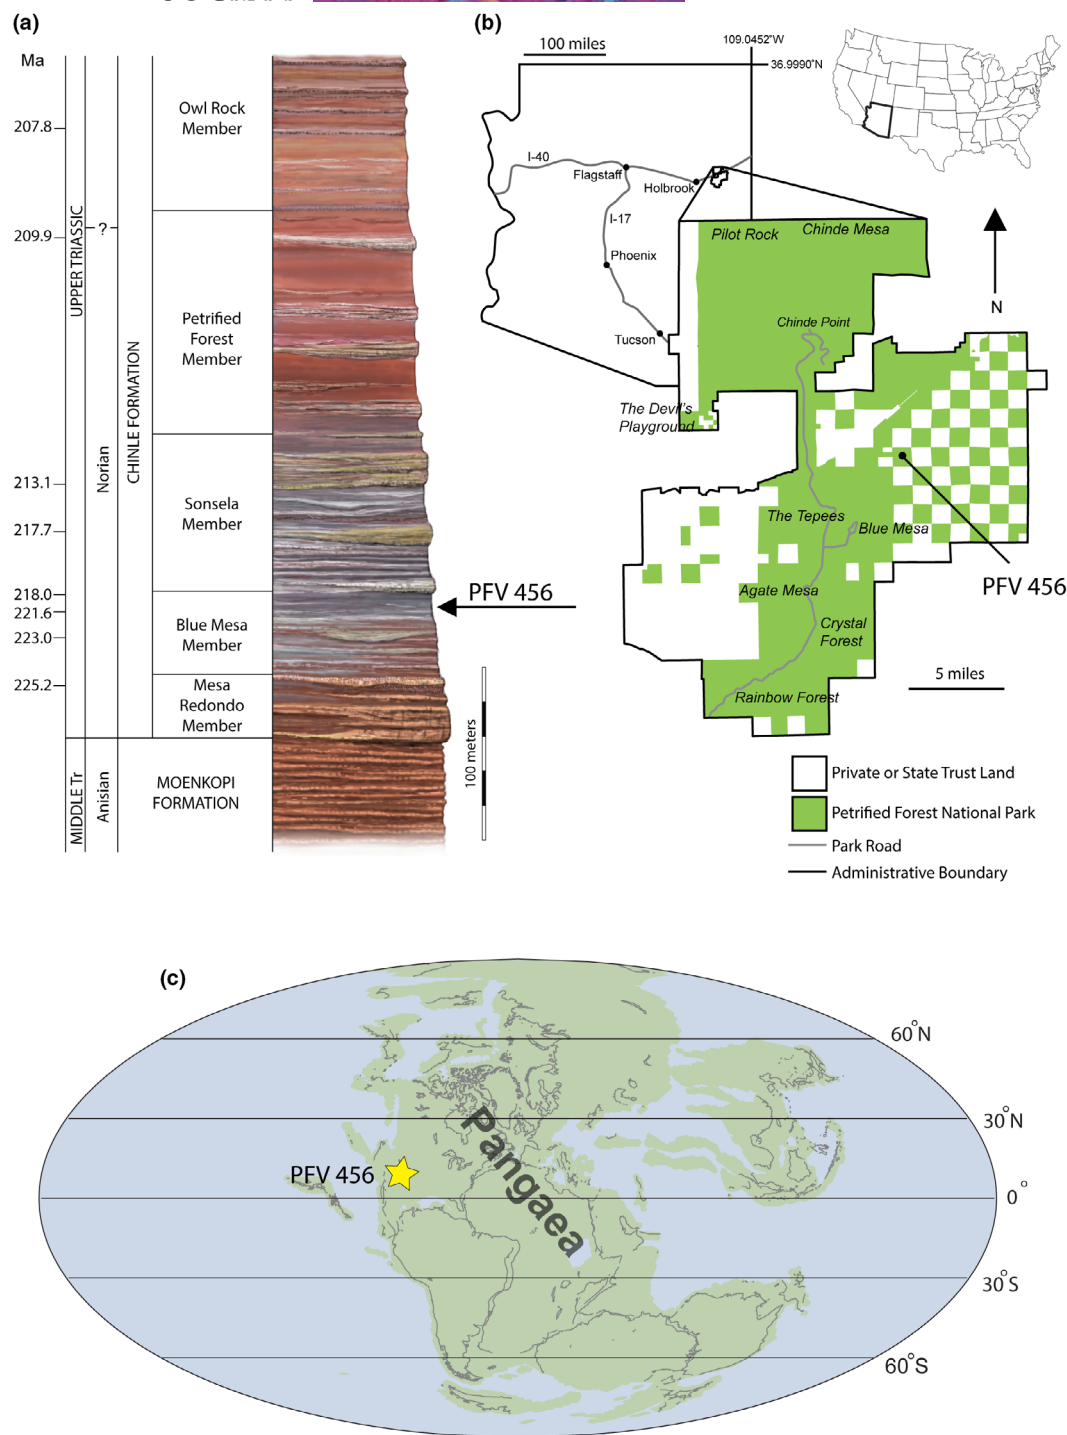 (a)
Ma
207.8
209.9
213.1
217.7
218.0
221.6
223.0
225.2
UPPER TRIASSIC
MIDDLE Tr
?
Norian
Anisian
CHINLE FORMATION
Owl Rock
Member
Petrified
Forest
Member
Sonsela
Member
Blue Mesa
Member
Mesa
Redondo
Member
MOENKOPI
FORMATION
PFV 456
100 meters
(b)
100 miles
109.0452°W
36.9990°N
I-40
Flagstaff
Holbrook
I-17
Phoenix
Tucson
N
Pilot Rock
Chinde Mesa
Chinde Point
The Devil's
Playground
The Tepees
Blue Mesa
PFV 456
Agate Mesa
Crystal
Forest
Rainbow Forest
5 miles
Private or State Trust Land
Petrified Forest National Park
Park Road
Administrative Boundary
(c)
60°N
30°N
0°
30°S
60°S
PFV 456
Pangaea